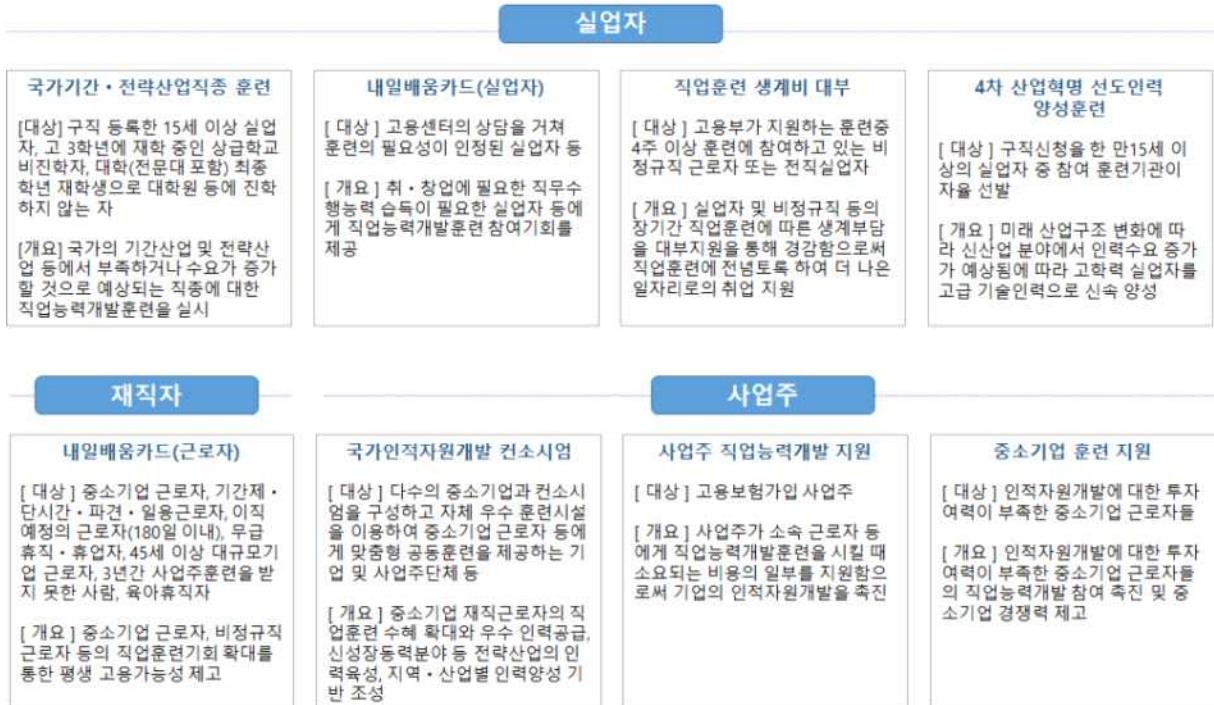 실업자
국가기간・전략산업직종 훈련
[대상] 구직 등록한 15세 이상 실업
자, 고 3학년에 재학 중인 상급학교
비진학자, 대학(전문대 포함) 최종
학년 재학생으로 대학원 등에 진학
하지 않는 자
[개요] 국가의 기간산업 및 전략산
업 등에서 부족하거나 수요가 증가
할 것으로 예상되는 직종에 대한
직업능력개발훈련을 실시
내일배움카드(실업자)
[ 대상 ] 고용센터의 상담을 거쳐
훈련의 필요성이 인정된 실업자 등
[ 개요 ] 취・창업에 필요한 직무수
행능력 습득이 필요한 실업자 등에
게 직업능력개발훈련 참여기회를
제공
직업훈련 생계비 대부
[ 대상 ] 고용부가 지원하는 훈련중
4주 이상 훈련에 참여하고 있는 비
정규직 근로자 또는 전직실업자
[ 개요 ] 실업자 및 비정규직 등의
장기간 직업훈련에 따른 생계부담
을 대부지원을 통해 경감함으로써
직업훈련에 전념토록 하여 더 나은
일자리로의 취업 지원
4차 산업혁명 선도인력
양성훈련
[ 대상 ] 구직신청을 한 만15세 이
상의 실업자 중 참여 훈련기관이
자율 선발
[ 개요 ] 미래 산업구조 변화에 따
라 신산업 분야에서 인력수요 증가
가 예상됨에 따라 고학력 실업자를
고급 기술인력으로 신속 양성
재직자
내일배움카드(근로자)
[ 대상 ] 중소기업 근로자, 기간제・
단시간・파견・일용근로자, 이직
예정의 근로자(180일 이내), 무급
휴직・휴업자, 45세 이상 대규모기
업 근로자, 3년간 사업주훈련을 받
지 못한 사람, 육아휴직자
[ 개요 ] 중소기업 근로자, 비정규직
근로자 등의 직업훈련기회 확대를
통한 평생 고용가능성 제고
사업주
국가인적자원개발 컨소시엄
[ 대상 ] 다수의 중소기업과 컨소시
엄을 구성하고 자체 우수 훈련시설
을 이용하여 중소기업 근로자 등에
게 맞춤형 공동훈련을 제공하는 기
업 및 사업주단체 등
[ 개요 ] 중소기업 재직근로자의 직
업훈련 수혜 확대와 우수 인력공급,
신성장동력분야 등 전략산업의 인
력육성, 지역・산업별 인력양성 기
반 조성
사업주 직업능력개발 지원
[ 대상 ] 고용보험가입 사업주
[ 개요 ] 사업주가 소속 근로자 등
에게 직업능력개발훈련을 시킬 때
소요되는 비용의 일부를 지원함으
로써 기업의 인적자원개발을 촉진
중소기업 훈련 지원
[ 대상 ] 인적자원개발에 대한 투자
여력이 부족한 중소기업 근로자들
[ 개요 ] 인적자원개발에 대한 투자
여력이 부족한 중소기업 근로자들
의 직업능력개발 참여 촉진 및 중
소기업 경쟁력 제고